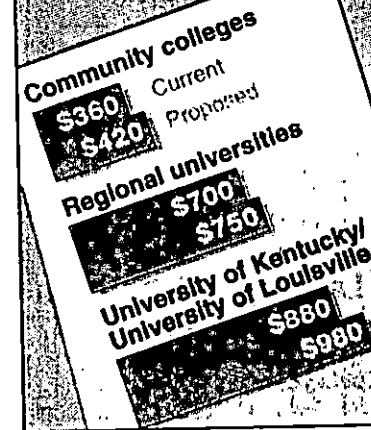 Community colleges
$360 Current
$420 Proposed
Regional universities
$700
$750
University of Kentucky/
University of Louisville
$880
$980